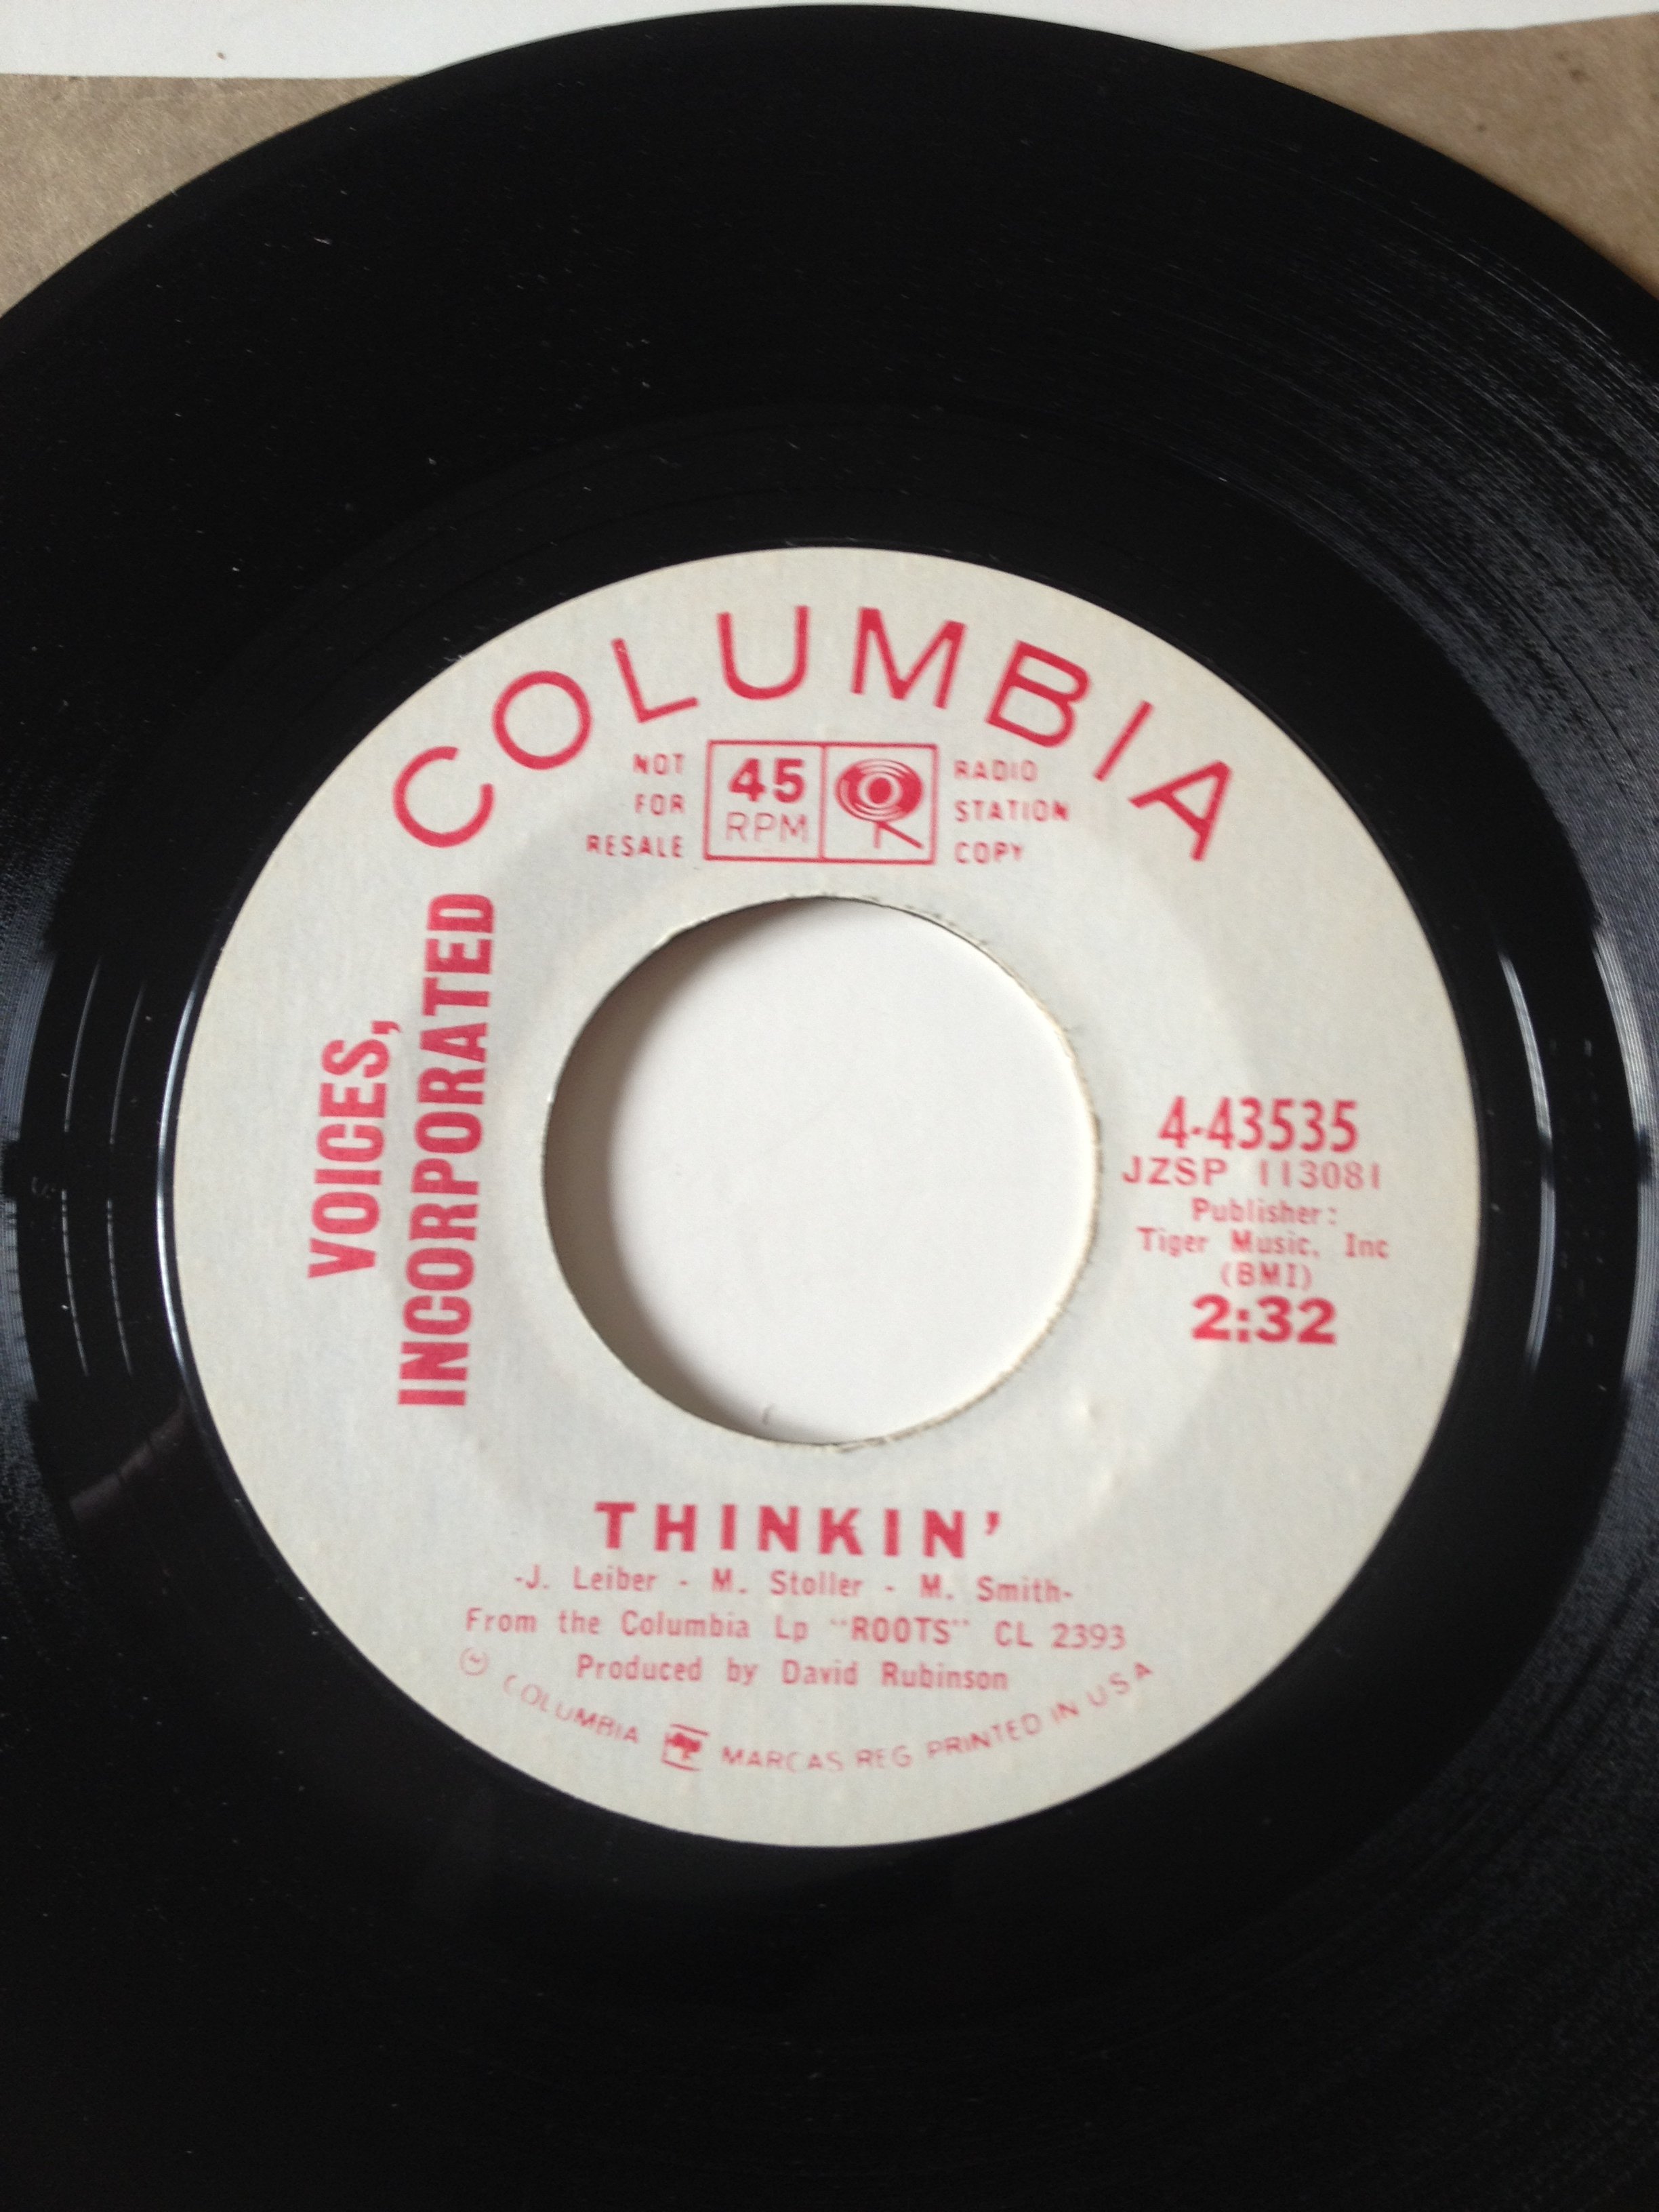 COLUMBIA
NOT
FOR
RESALE
45
RPM
RADIO
STATION
COPY
VOICES,
INCORPORATED
4-43535
JZSP 113081
Publisher:
Tiger Music, Inc
(BMI)
2:32
THINKIN'
-J. Leiber - M. Stoller - M. Smith-
From the Columbia Lp "ROOTS" CL 2393
Produced by David Rubinson
COLUMBIA MARCAS REG PRINTED IN U S A